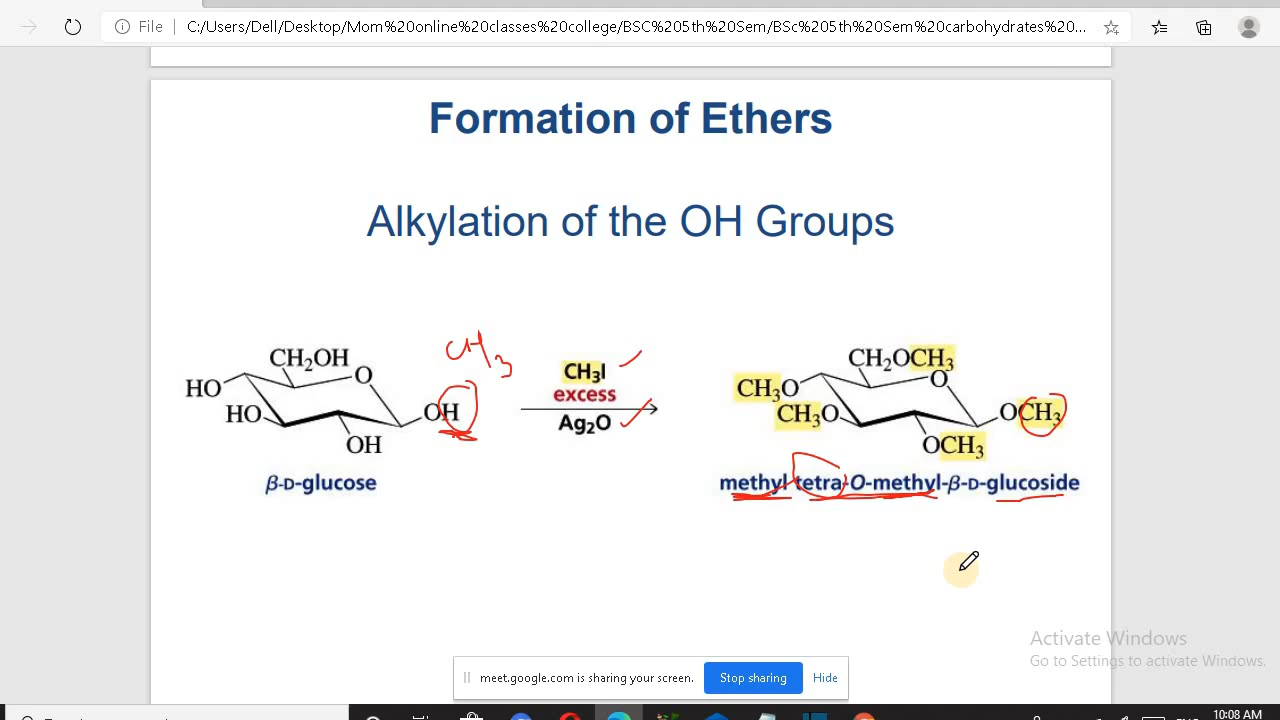 File | C:/Users/Dell/Desktop/Mom%20online%20classes%20college/BSC%205th%20Sem/BSc%205th%20Sem%20carbohydrates%20...
Formation of Ethers
Alkylation of the OH Groups
CH₃
CH₂OH
O
HO
HO
OH
OH
β-D-glucose
CH₃I
excess
Ag₂O
CH₂OCH₃
O
CH₃O
CH₃O
OCH₃
OCH₃
methyl tetra-O-methyl-β-D-glucoside
Activate Windows
Go to Settings to activate Windows.
meet.google.com is sharing your screen. Stop sharing Hide
10:08 AM